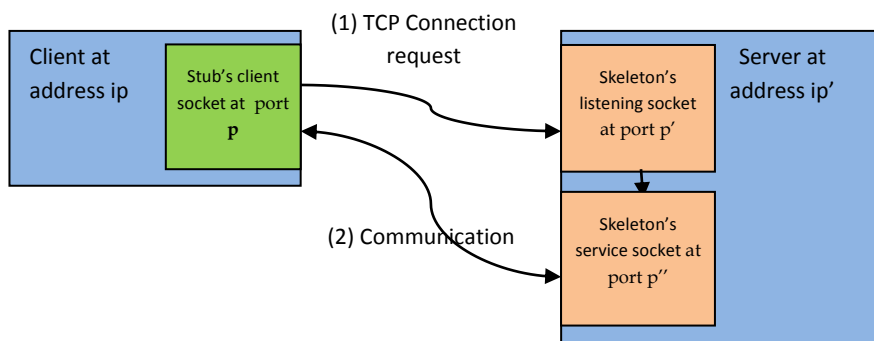 (1) TCP Connection
request
Client at
address ip
Stub's client
socket at port
p
Skeleton's
listening socket
at port p'
Server at
address ip'
(2) Communication
Skeleton's
service socket at
port p''